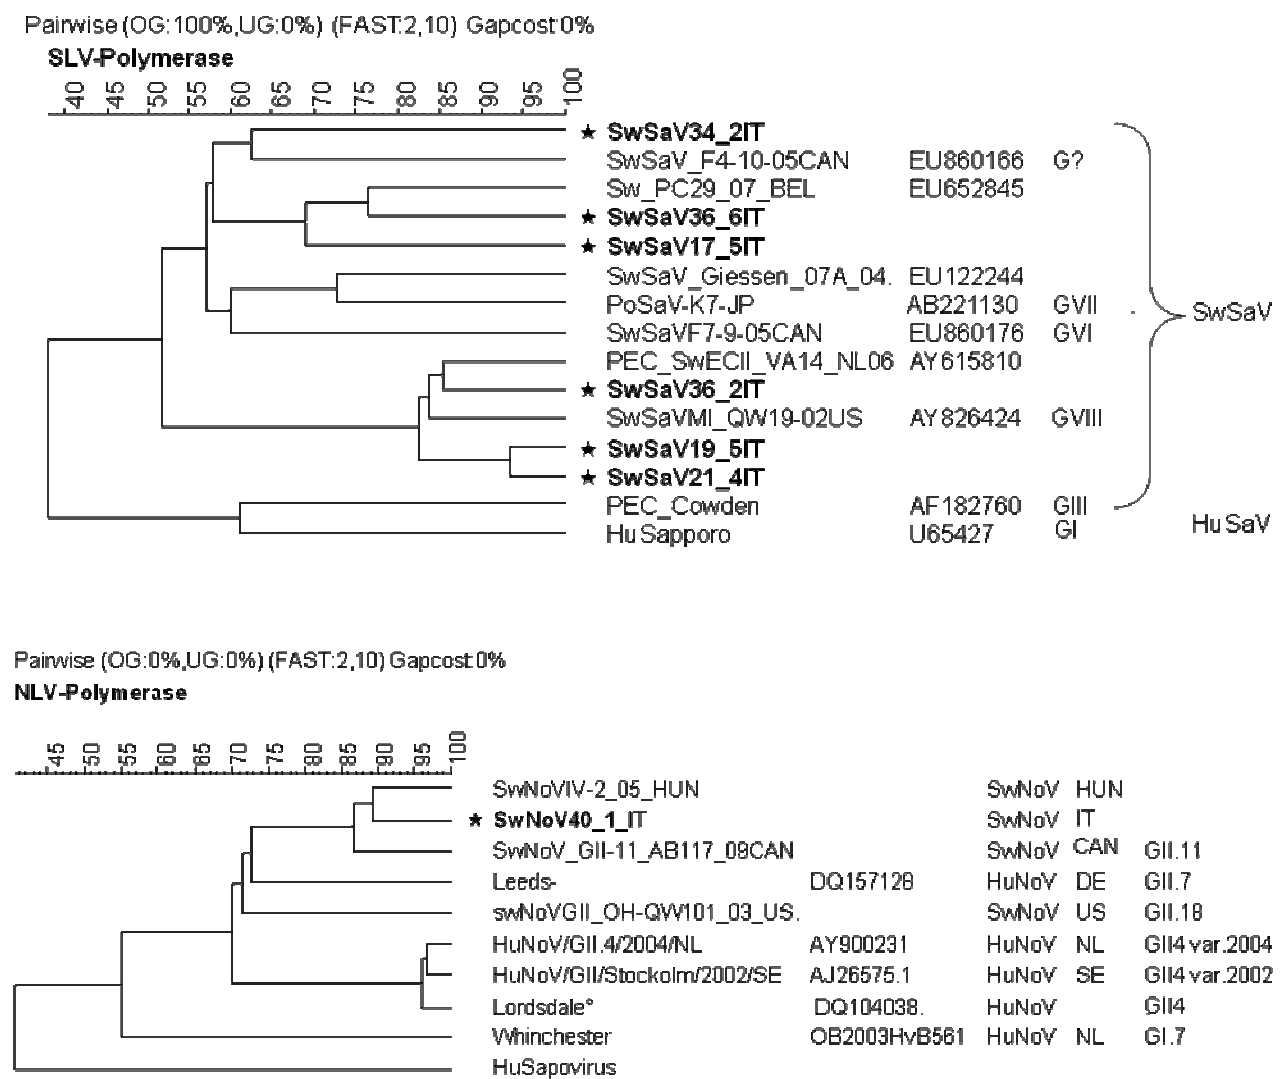 Pairwise (OG:100%,UG:0%) (FAST:2,10) Gapcost:0%
SLV-Polymerase
40 45 50 55 60 65 70 75 80 85 90 95 100
★ SwSaV34_2IT
SwSaV_F4-10-05CAN EU860166 G?
Sw_PC29_07_BEL EU652845
★ SwSaV36_6IT
★ SwSaV17_5IT
SwSaV_Giessen_07A_04. EU122244
PoSaV-K7-JP AB221130 GVII
SwSaV
SwSaVF7-9-05CAN EU860176 GVI
PEC_SwECII_VA14_NL06 AY615810
★ SwSaV36_2IT
SwSaVMI_QW19-02US AY826424 GVIII
★ SwSaV19_5IT
★ SwSaV21_4IT
PEC_Cowden AF182760 GIII
HuSaV
HuSapporo U65427 GI
Pairwise (OG:0%,UG:0%) (FAST:2,10) Gapcost:0%
NLV-Polymerase
45 50 55 60 65 70 75 80 85 90 95 100
SwNoVIV-2_05_HUN SwNoV HUN
★ SwNoV40_1_IT SwNoV IT
SwNoV_GII-11_AB117_09CAN SwNoV CAN GII.11
Leeds- DQ157128 HuNoV DE GII.7
swNoVGII_OH-QW101_03_US. SwNoV US GII.18
HuNoV/GII.4/2004/NL AY900231 HuNoV NL GII4 var.2004
HuNoV/GII/Stockolm/2002/SE AJ26575.1 HuNoV SE GII4 var.2002
Lordsdale° DQ104038. HuNoV GII4
Whinchester OB2003HvB561 HuNoV NL GI.7
HuSapovirus